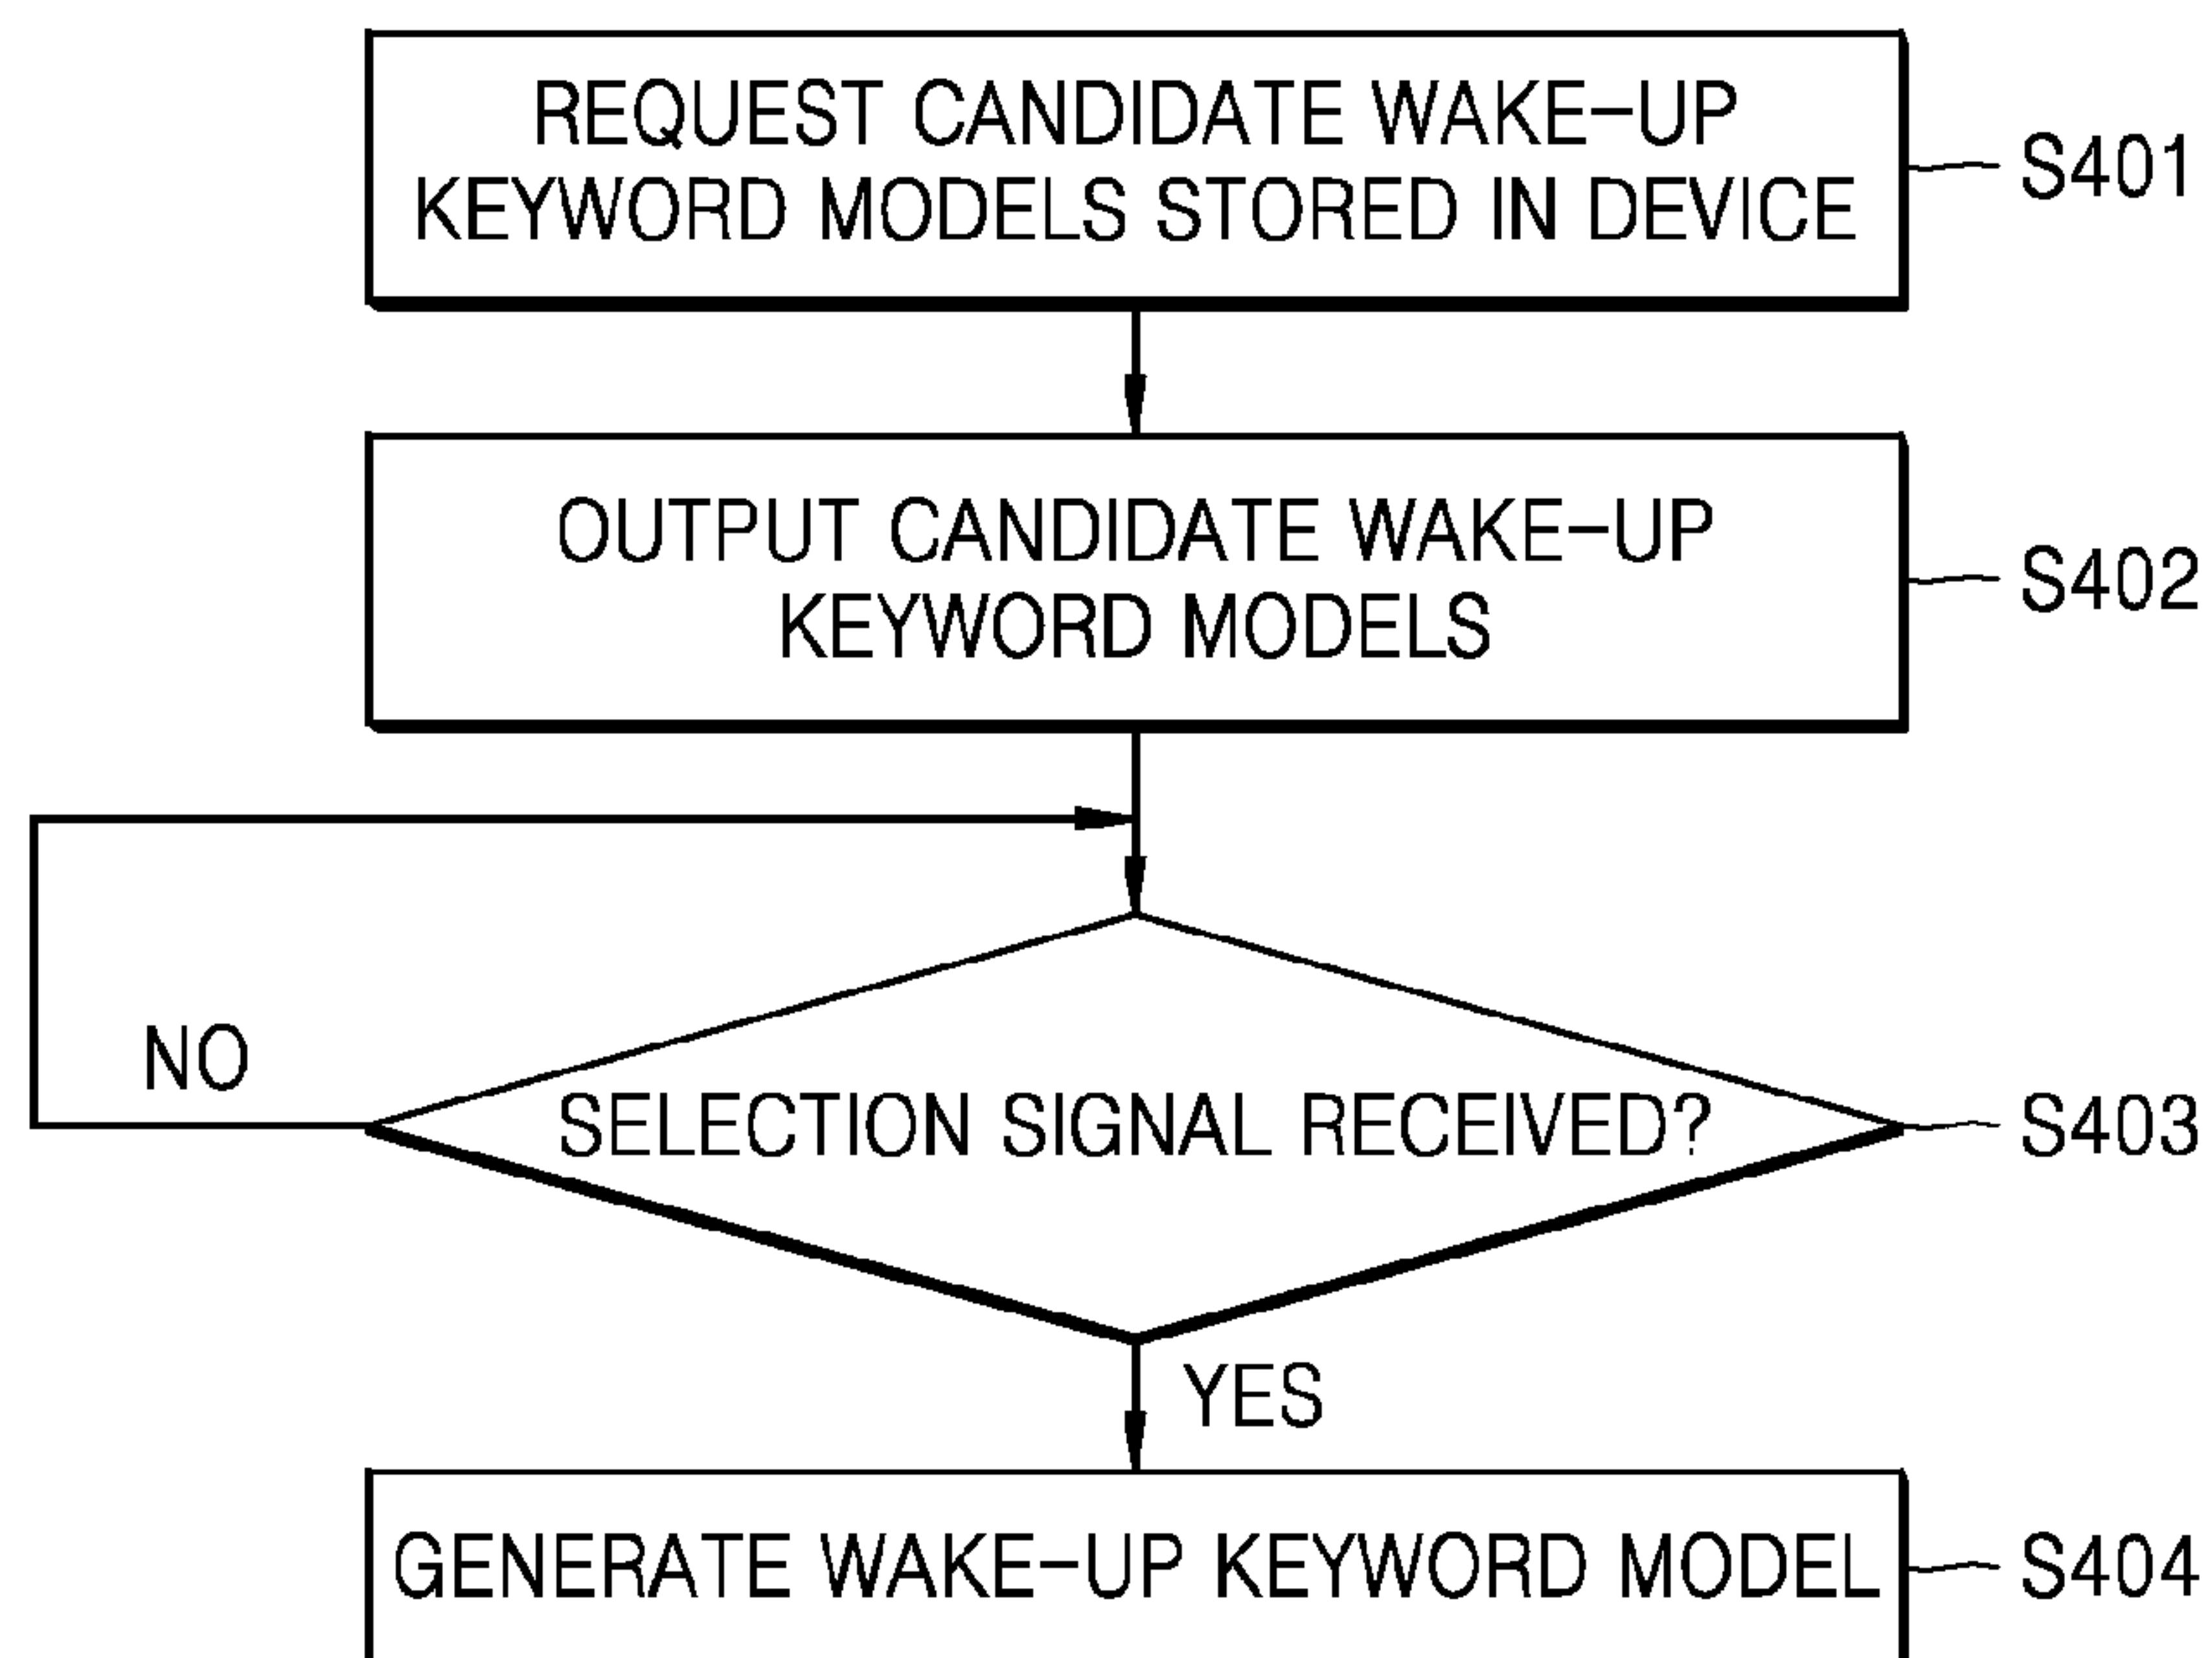 REQUEST CANDIDATE WAKE-UP
KEYWORD MODELS STORED IN DEVICE
S401
OUTPUT CANDIDATE WAKE-UP
KEYWORD MODELS
S402
NO
SELECTION SIGNAL RECEIVED?
S403
YES
GENERATE WAKE-UP KEYWORD MODEL
S404